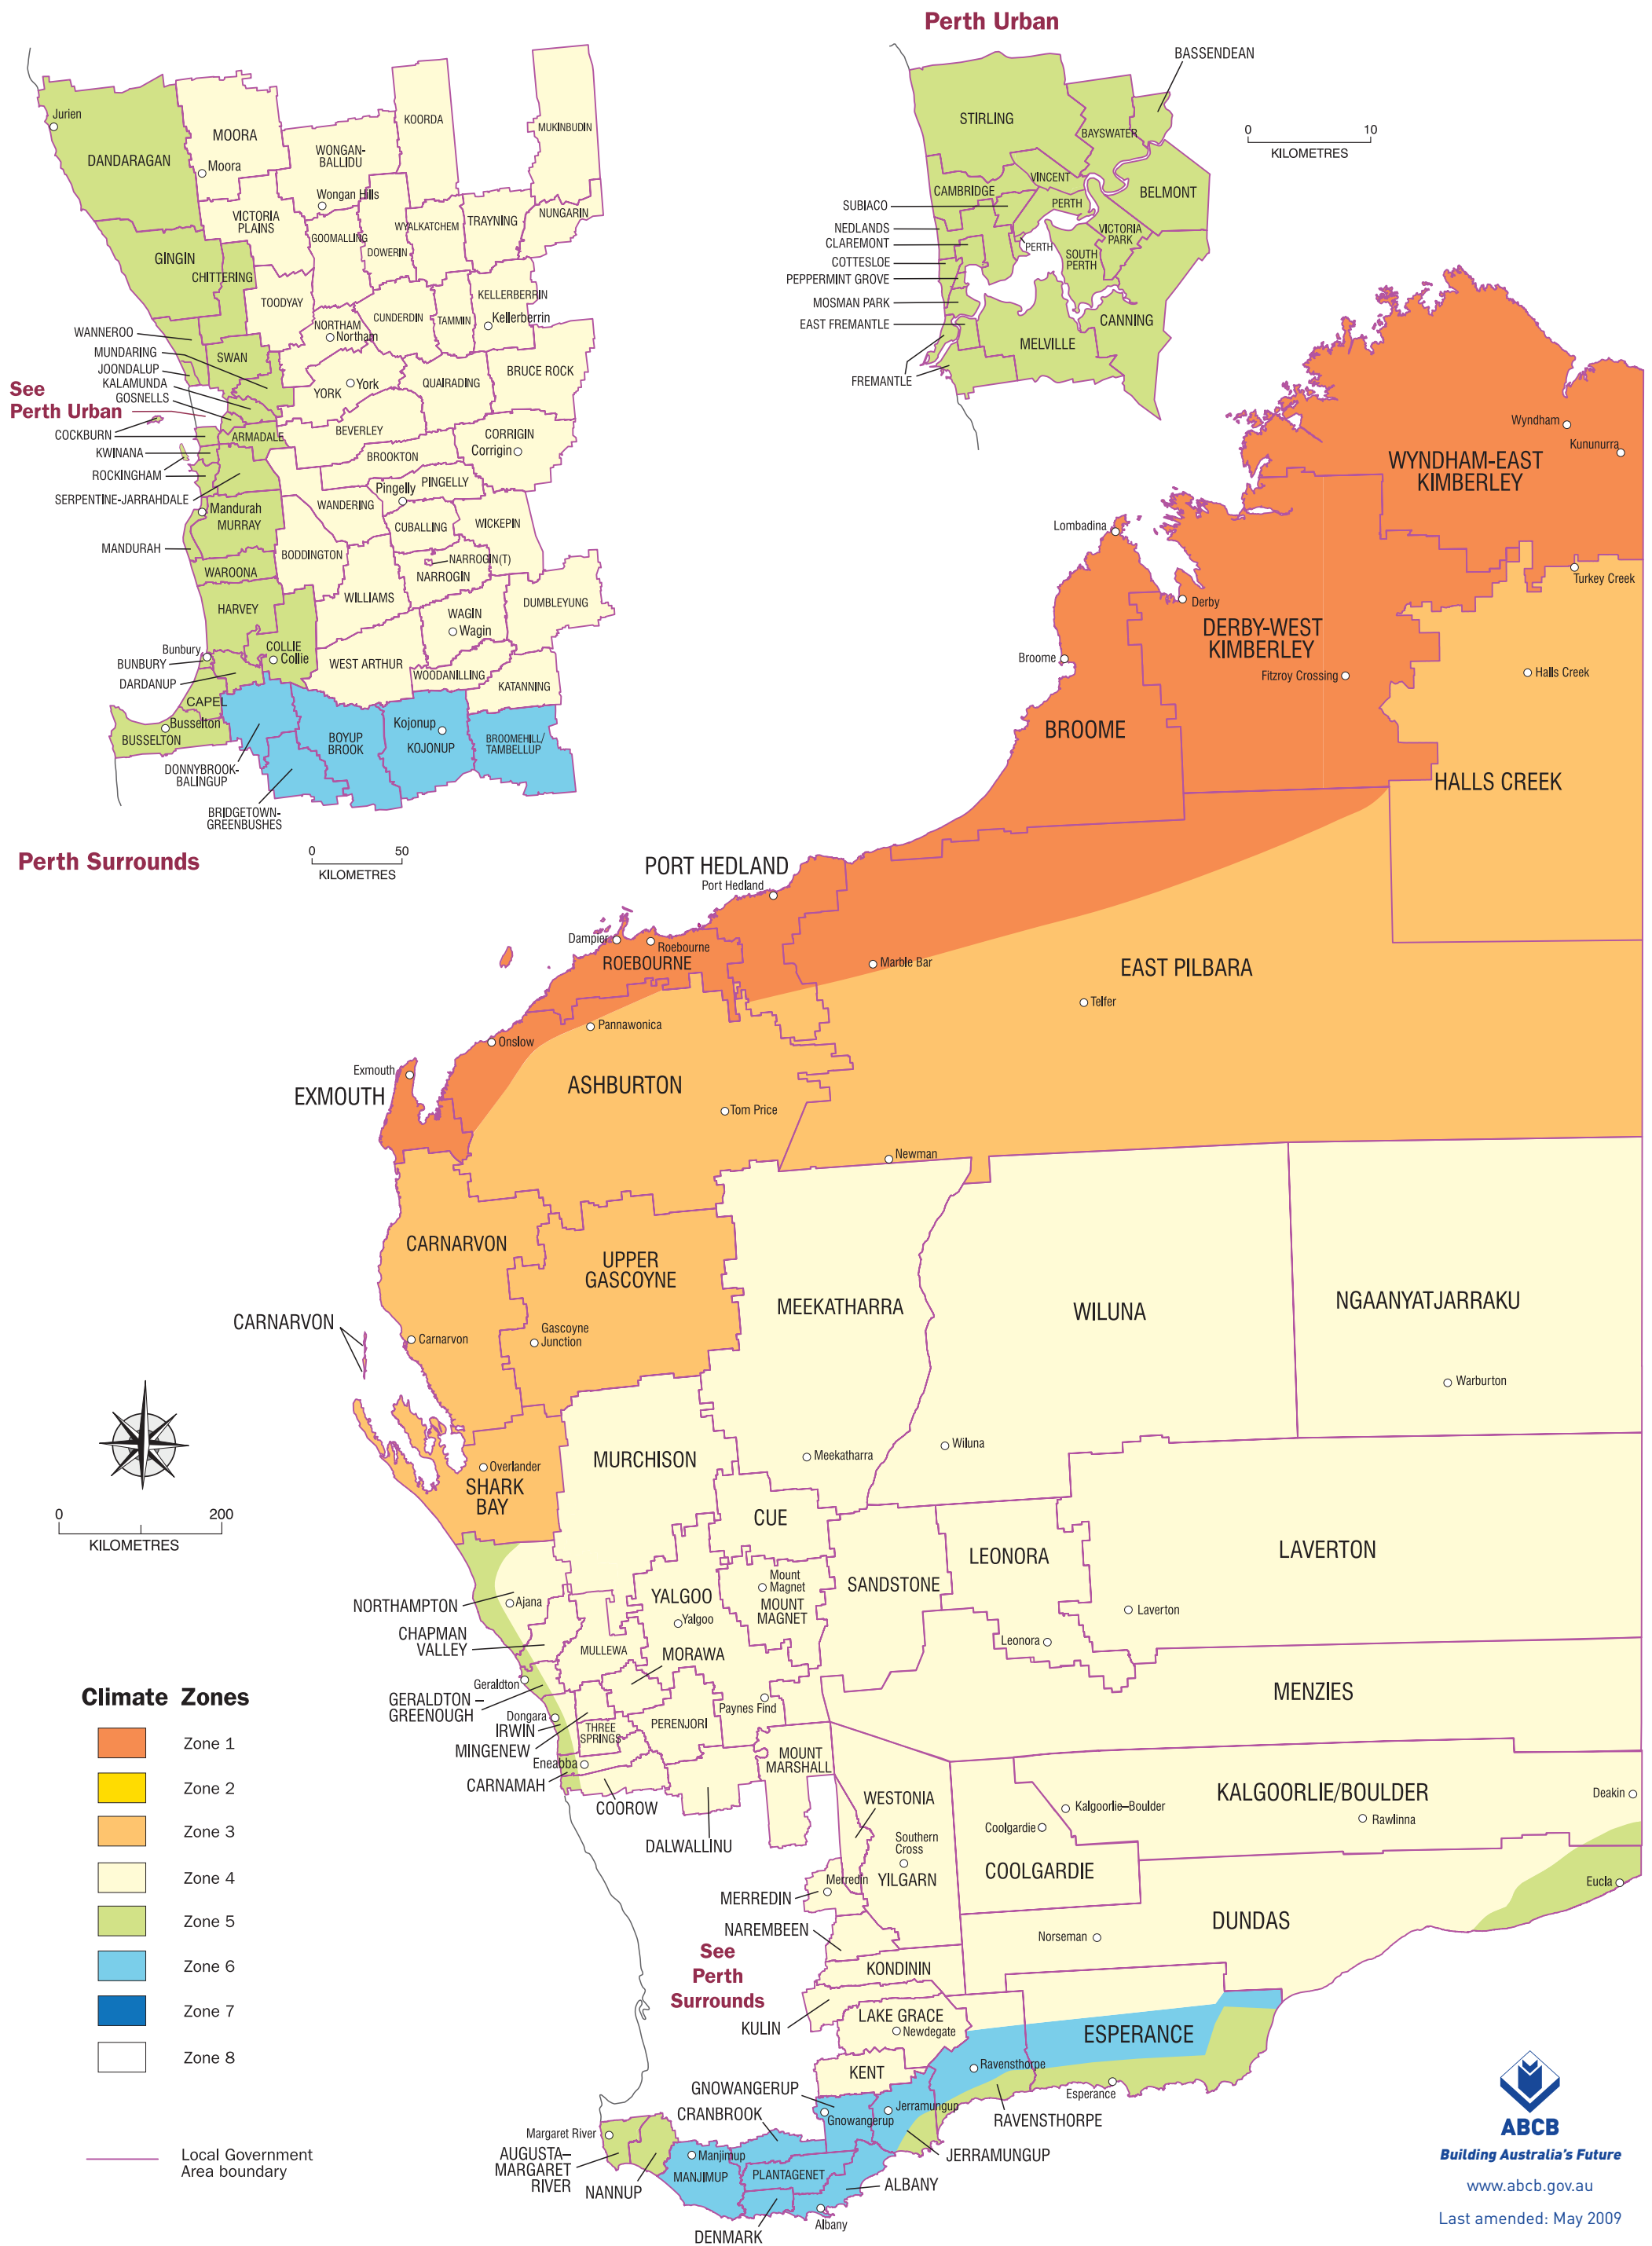 Perth Urban
BASSENDEAN
STIRLING
BAYSWATER
0 10
KILOMETRES
VINCENT
CAMBRIDGE
BELMONT
SUBIACO
PERTH
NEDLANDS
VICTORIA
PARK
CLAREMONT
PERTH
COTTESLOE
SOUTH
PERTH
PEPPERMINT GROVE
MOSMAN PARK
EAST FREMANTLE
CANNING
MELVILLE
FREMANTLE
Jurien
DANDARAGAN
MOORA
Moora
KOORDA
MUKINBUDIN
WONGAN-
BALLIDU
Wongan Hills
VICTORIA
PLAINS
GOOMALLING
DOWERIN
WYALKATCHEM
TRAYNING
NUNGARIN
GINGIN
CHITTERING
TOODYAY
KELLERBERRIN
Kellerberrin
CUNDERDIN
TAMMIN
NORTHAM
Northam
WANNEROO
MUNDARING
SWAN
JOONDALUP
KALAMUNDA
GOSNELLS
See
Perth Urban
YORK
York
QUAIRADING
BRUCE ROCK
COCKBURN
ARMADALE
BEVERLEY
CORRIGIN
Corrigin
KWINANA
BROOKTON
ROCKINGHAM
PINGELLY
Pingelly
SERPENTINE-JARRAHDALE
Mandurah
MURRAY
WANDERING
CUBALLING
WICKEPIN
MANDURAH
BODDINGTON
NARROGIN(T)
NARROGIN
WAROONA
WILLIAMS
HARVEY
WAGIN
Wagin
DUMBLEYUNG
COLLIE
Collie
Bunbury
BUNBURY
WEST ARTHUR
WOODANILLING
DARDANUP
KATANNING
CAPEL
Busselton
BUSSELTON
BOYUP
BROOK
Kojonup
KOJONUP
BROOMEHILL/
TAMBELLUP
DONNYBROOK-
BALINGUP
BRIDGETOWN-
GREENBUSHES
Perth Surrounds
0 50
KILOMETRES
Wyndham
Kununurra
WYNDHAM-EAST
KIMBERLEY
Lombadina
Turkey Creek
Derby
DERBY-WEST
KIMBERLEY
Broome
Fitzroy Crossing
Halls Creek
BROOME
HALLS CREEK
PORT HEDLAND
Port Hedland
Dampier
Roebourne
ROEBOURNE
Marble Bar
EAST PILBARA
Telfer
Pannawonica
Onslow
Exmouth
EXMOUTH
ASHBURTON
Tom Price
Newman
CARNARVON
UPPER
GASCOYNE
MEEKATHARRA
WILUNA
NGAANYATJARRAKU
CARNARVON
Carnarvon
Gascoyne
Junction
Warburton
Wiluna
Meekatharra
MURCHISON
Overlander
SHARK
BAY
0 200
KILOMETRES
CUE
LEONORA
LAVERTON
SANDSTONE
Mount
Magnet
MOUNT
MAGNET
YALGOO
Yalgoo
Ajana
NORTHAMPTON
Laverton
CHAPMAN
VALLEY
Leonora
MULLEWA
MORAWA
Geraldton
GERALDTON –
GREENOUGH
MENZIES
Paynes Find
Dongara
IRWIN
THREE
SPRINGS
PERENJORI
MINGENEW
Eneabba
MOUNT
MARSHALL
CARNAMAH
COOROW
DALWALLINU
KALGOORLIE/BOULDER
Deakin
WESTONIA
Kalgoorlie–Boulder
Rawlinna
Coolgardie
Southern
Cross
COOLGARDIE
YILGARN
Merredin
MERREDIN
Eucla
NAREMBEEN
DUNDAS
Norseman
See
Perth
Surrounds
KONDININ
KULIN
LAKE GRACE
Newdegate
ESPERANCE
KENT
Ravensthorpe
GNOWANGERUP
Esperance
CRANBROOK
Gnowangerup
Jerramungup
RAVENSTHORPE
Margaret River
AUGUSTA–
MARGARET
RIVER
Manjimup
MANJIMUP
PLANTAGENET
JERRAMUNGUP
NANNUP
ALBANY
Albany
DENMARK
Climate Zones
Zone 1
Zone 2
Zone 3
Zone 4
Zone 5
Zone 6
Zone 7
Zone 8
Local Government
Area boundary
ABCB
Building Australia's Future
www.abcb.gov.au
Last amended: May 2009